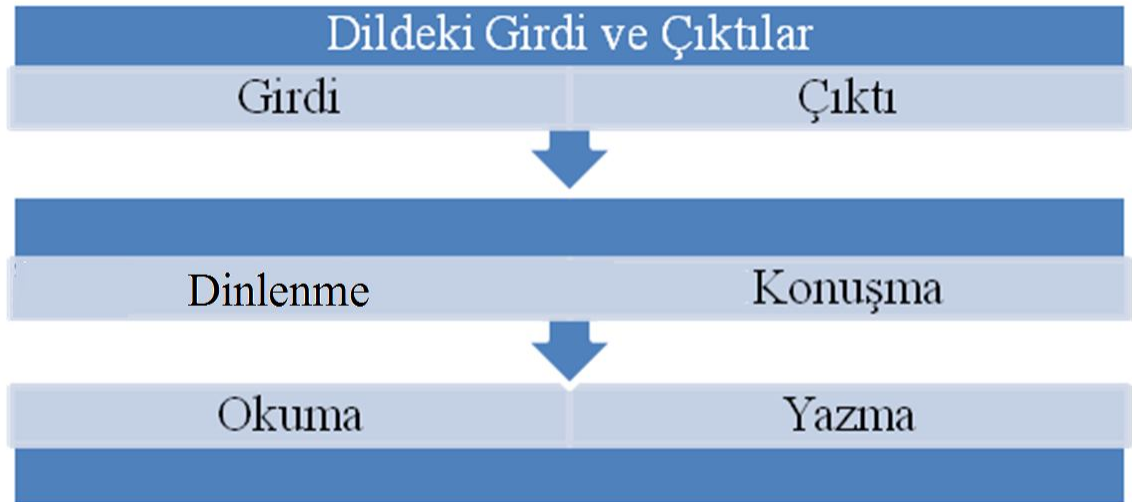 Dildeki Girdi ve Çıktılar
Girdi Çıktı
Dinlenme Konuşma
Okuma Yazma